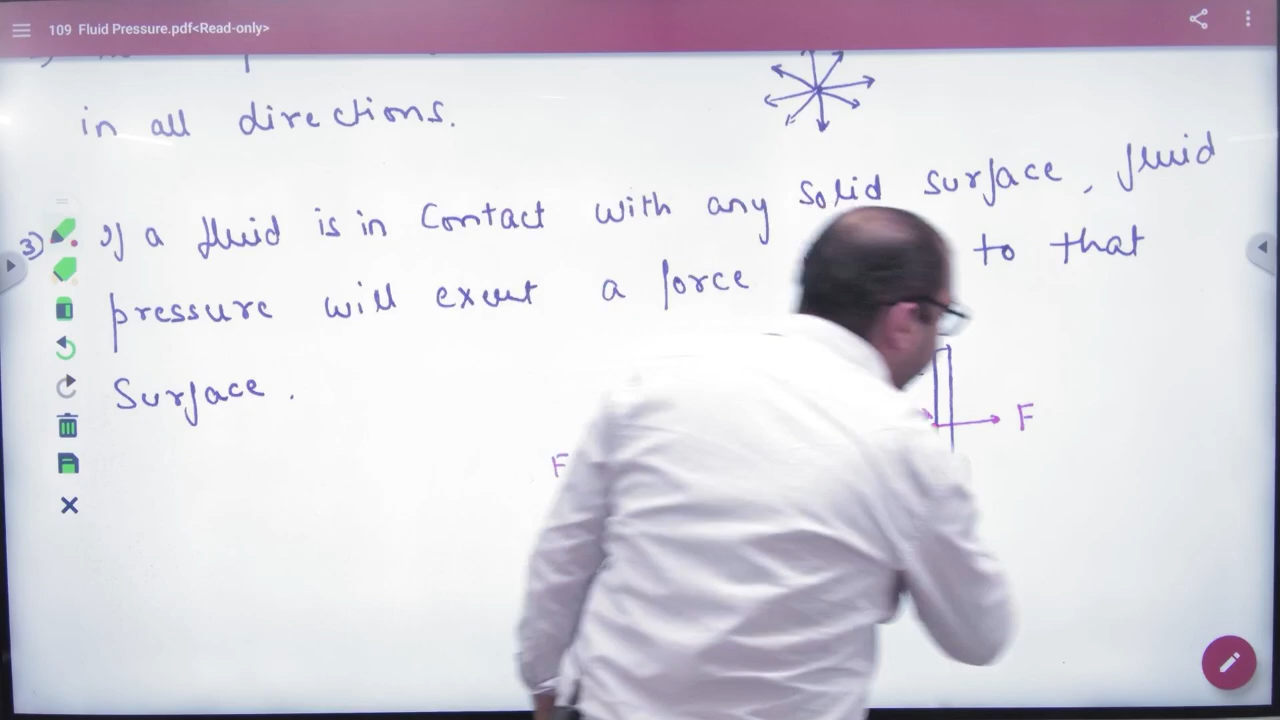 109 Fluid Pressure.pdf<Read-only>
in all directions.
3) If a fluid is in Contact with any Solid surface, fluid
pressure will exert a force to that
Surface.
F
F